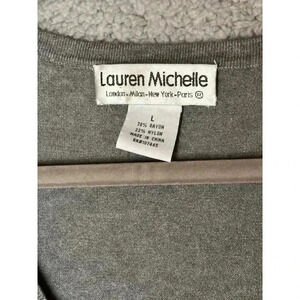 Lauren Michelle
London-Milan-New York-Paris
L
78% RAYON
22% NYLON
MADE IN CHINA